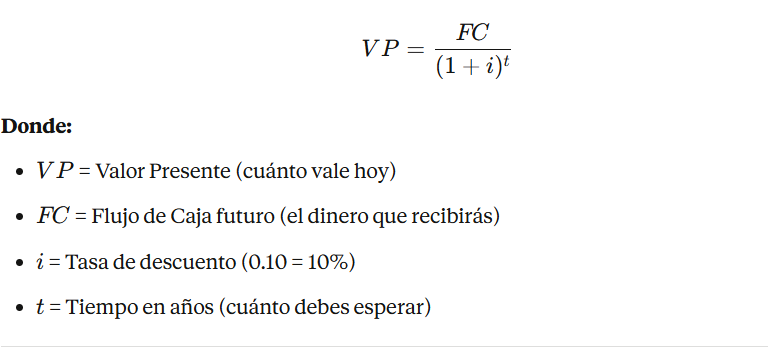 VP = FC / (1 + i)^t
Donde:
• VP = Valor Presente (cuánto vale hoy)
• FC = Flujo de Caja futuro (el dinero que recibirás)
• i = Tasa de descuento (0.10 = 10%)
• t = Tiempo en años (cuánto debes esperar)